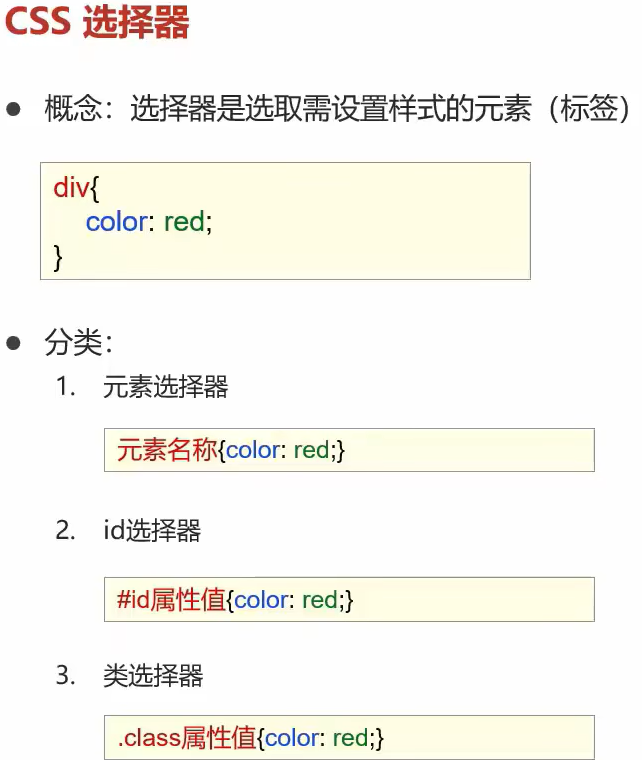 CSS 选择器
● 概念：选择器是选取需设置样式的元素（标签）
div{
color: red;
}
● 分类：
1. 元素选择器
元素名称{color: red;}
2. id选择器
#id属性值{color: red;}
3. 类选择器
.class属性值{color: red;}